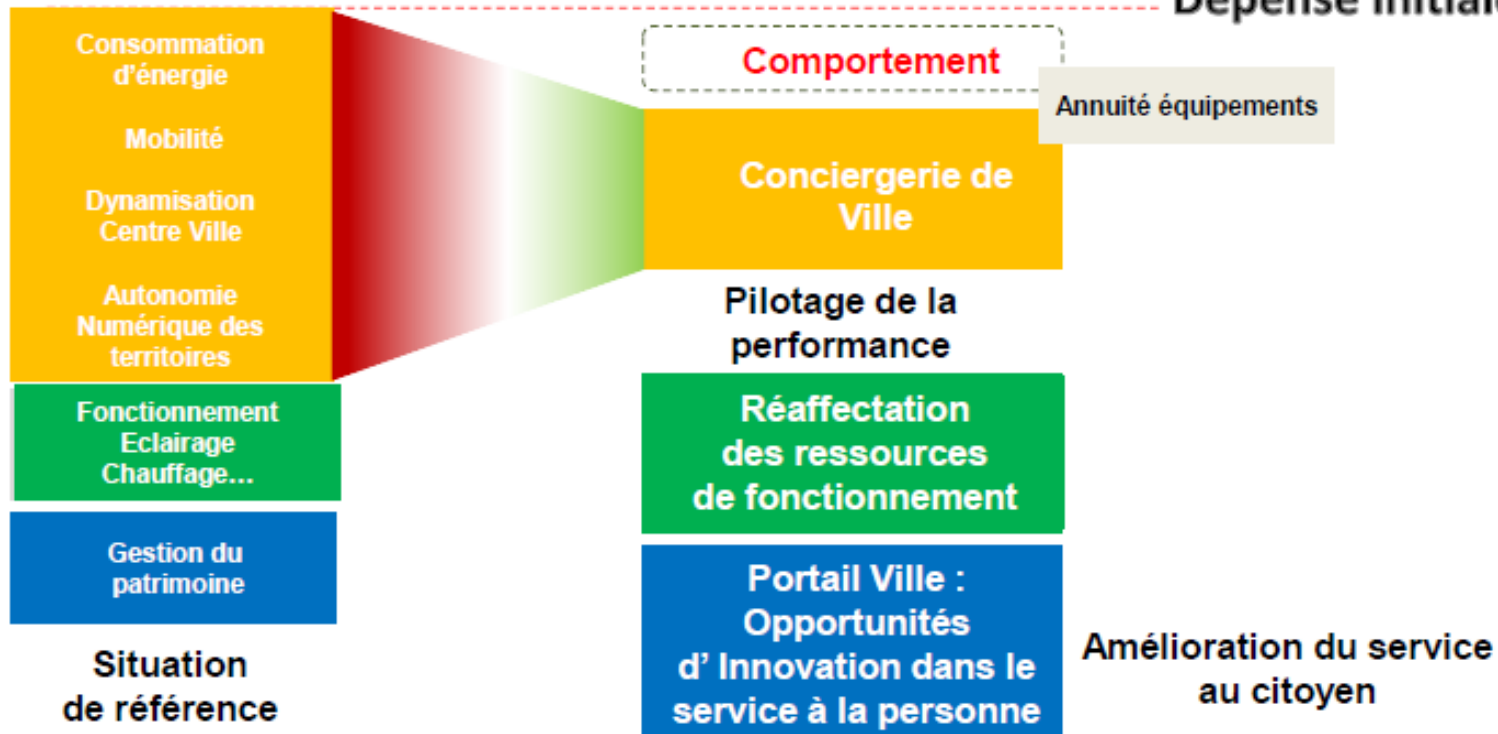 Dépense initiale
Consommation
d'énergie
Mobilité
Dynamisation
Centre Ville
Autonomie
Numérique des
territoires
Fonctionnement
Eclairage
Chauffage...
Gestion du
patrimoine
Situation
de référence
Comportement
Annuité équipements
Conciergerie de
Ville
Pilotage de la
performance
Réaffectation
des ressources
de fonctionnement
Portail Ville :
Opportunités
d' Innovation dans le
service à la personne
Amélioration du service
au citoyen